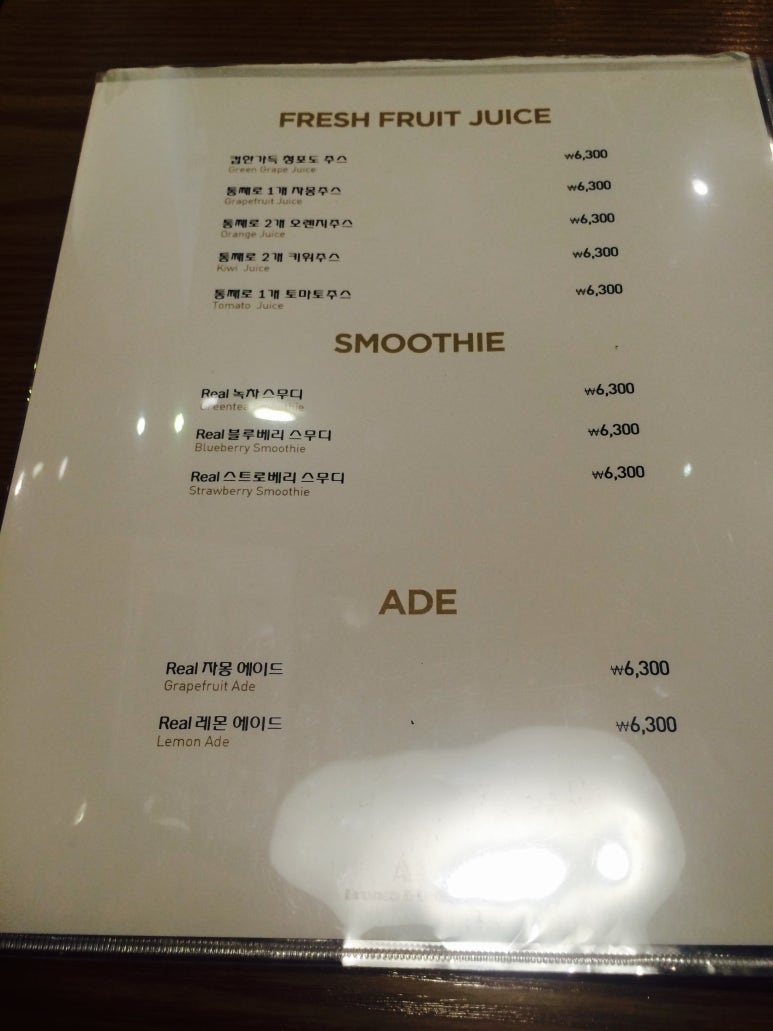 FRESH FRUIT JUICE
컵안가득 청포도 주스 ₩6,300
Green Grape Juice
통째로 1개 자몽주스 ₩6,300
Grapefruit Juice
통째로 2개 오렌지주스 ₩6,300
Orange Juice
통째로 2개 키위주스 ₩6,300
Kiwi Juice
통째로 1개 토마토주스 ₩6,300
Tomato Juice
SMOOTHIE
Real 녹차 스무디 ₩6,300
Greentea Smoothie
Real 블루베리 스무디 ₩6,300
Blueberry Smoothie
Real 스트로베리 스무디 ₩6,300
Strawberry Smoothie
ADE
Real 자몽 에이드 ₩6,300
Grapefruit Ade
Real 레몬 에이드 ₩6,300
Lemon Ade